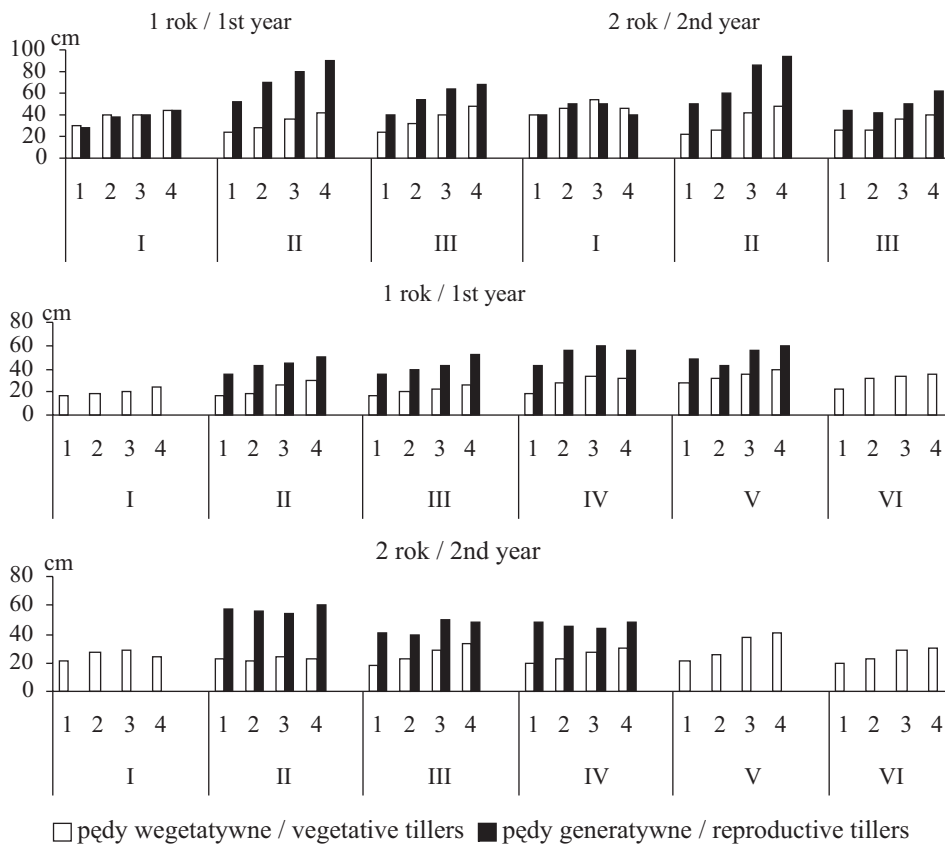 1 rok / 1st year 2 rok / 2nd year
cm
100
80
60
40
20
0
1 2 3 4 1 2 3 4 1 2 3 4 1 2 3 4 1 2 3 4 1 2 3 4
I II III I II III
1 rok / 1st year
cm
80
60
40
20
0
1 2 3 4 1 2 3 4 1 2 3 4 1 2 3 4 1 2 3 4 1 2 3 4
I II III IV V VI
2 rok / 2nd year
cm
80
60
40
20
0
1 2 3 4 1 2 3 4 1 2 3 4 1 2 3 4 1 2 3 4 1 2 3 4
I II III IV V VI
pędy wegetatywne / vegetative tillers pędy generatywne / reproductive tillers